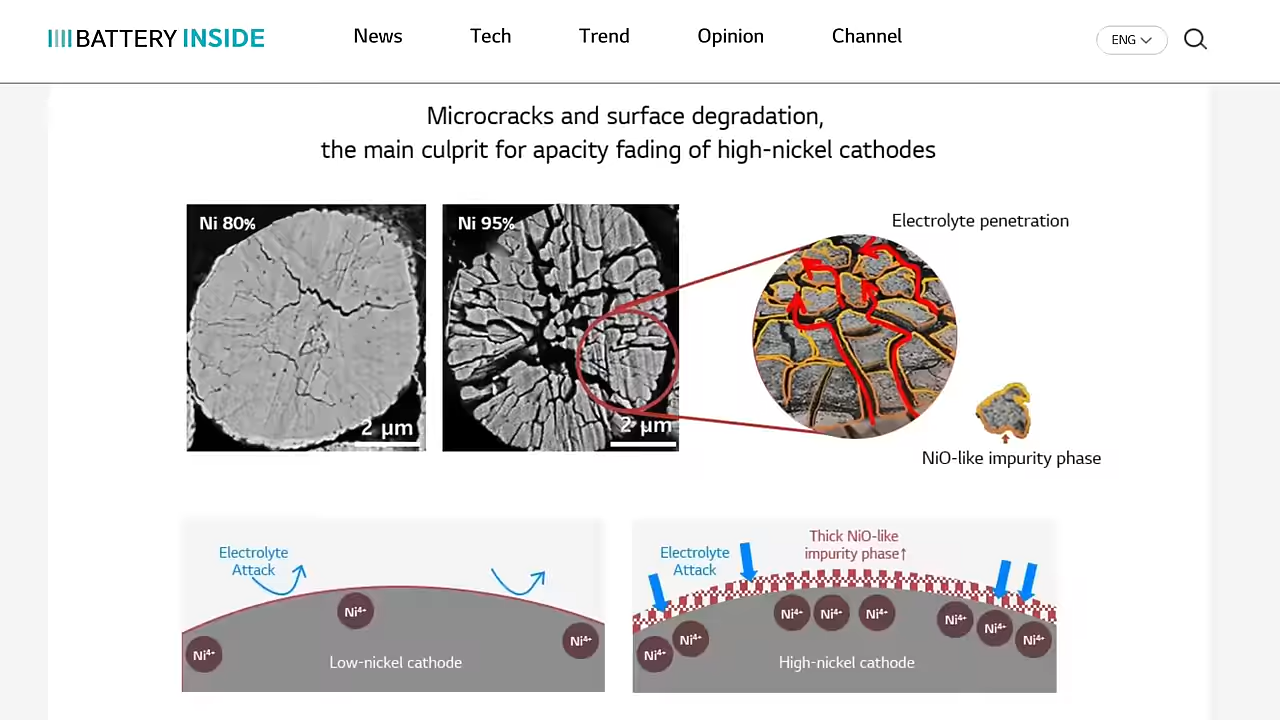 BATTERY INSIDE
News
Tech
Trend
Opinion
Channel
ENG
Microcracks and surface degradation,
the main culprit for apacity fading of high-nickel cathodes
Ni 80%
2 μm
Ni 95%
2 μm
Electrolyte penetration
NiO-like impurity phase
Electrolyte
Attack
Ni⁴⁺
Ni⁴⁺
Ni⁴⁺
Low-nickel cathode
Electrolyte
Attack
Thick NiO-like
impurity phase↑
Ni⁴⁺
Ni⁴⁺
Ni⁴⁺
Ni⁴⁺
Ni⁴⁺
Ni⁴⁺
Ni⁴⁺
Ni⁴⁺
High-nickel cathode